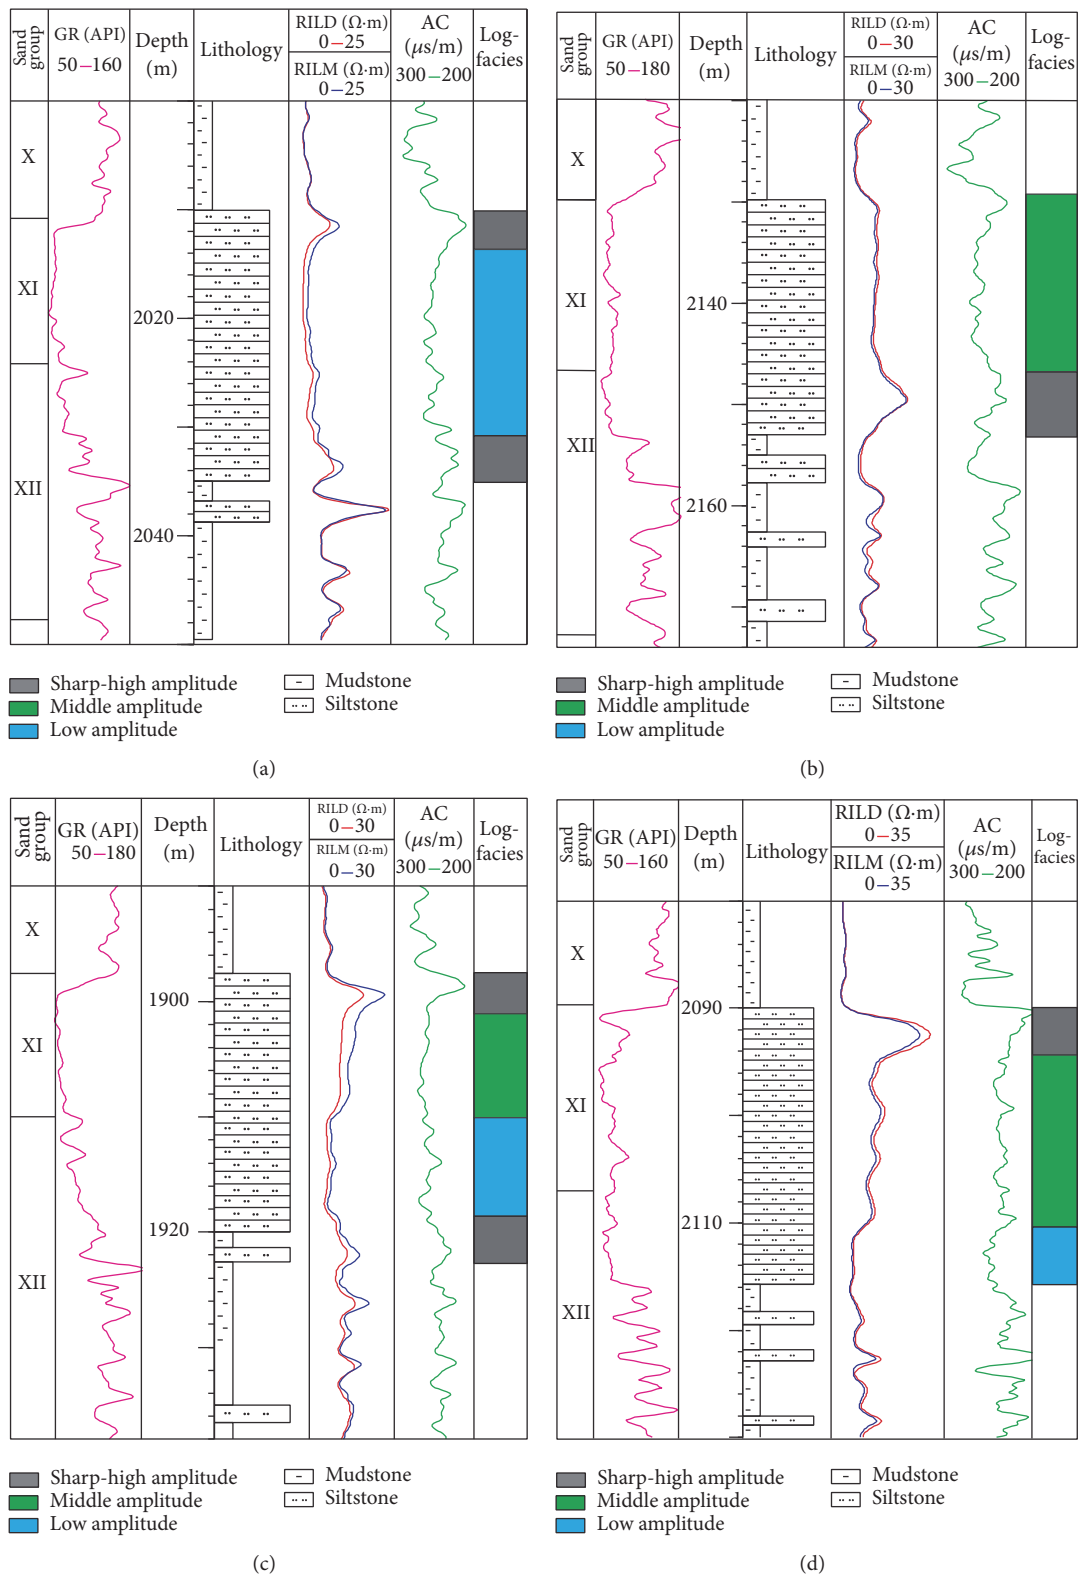 Sand group
GR (API)
50–160
Depth (m)
Lithology
RILD (Ω·m)
0–25
RILM (Ω·m)
0–25
AC (μs/m)
300–200
Log-facies
X
XI
XII
2020
2040
Sharp-high amplitude
Middle amplitude
Low amplitude
Mudstone
Siltstone
(a)
Sand group
GR (API)
50–180
Depth (m)
Lithology
RILD (Ω·m)
0–30
RILM (Ω·m)
0–30
AC (μs/m)
300–200
Log-facies
X
XI
XII
2140
2160
Sharp-high amplitude
Middle amplitude
Low amplitude
Mudstone
Siltstone
(b)
Sand group
GR (API)
50–180
Depth (m)
Lithology
RILD (Ω·m)
0–30
RILM (Ω·m)
0–30
AC (μs/m)
300–200
Log-facies
X
XI
XII
1900
1920
Sharp-high amplitude
Middle amplitude
Low amplitude
Mudstone
Siltstone
(c)
Sand group
GR (API)
50–160
Depth (m)
Lithology
RILD (Ω·m)
0–35
RILM (Ω·m)
0–35
AC (μs/m)
300–200
Log-facies
X
XI
XII
2090
2110
Sharp-high amplitude
Middle amplitude
Low amplitude
Mudstone
Siltstone
(d)